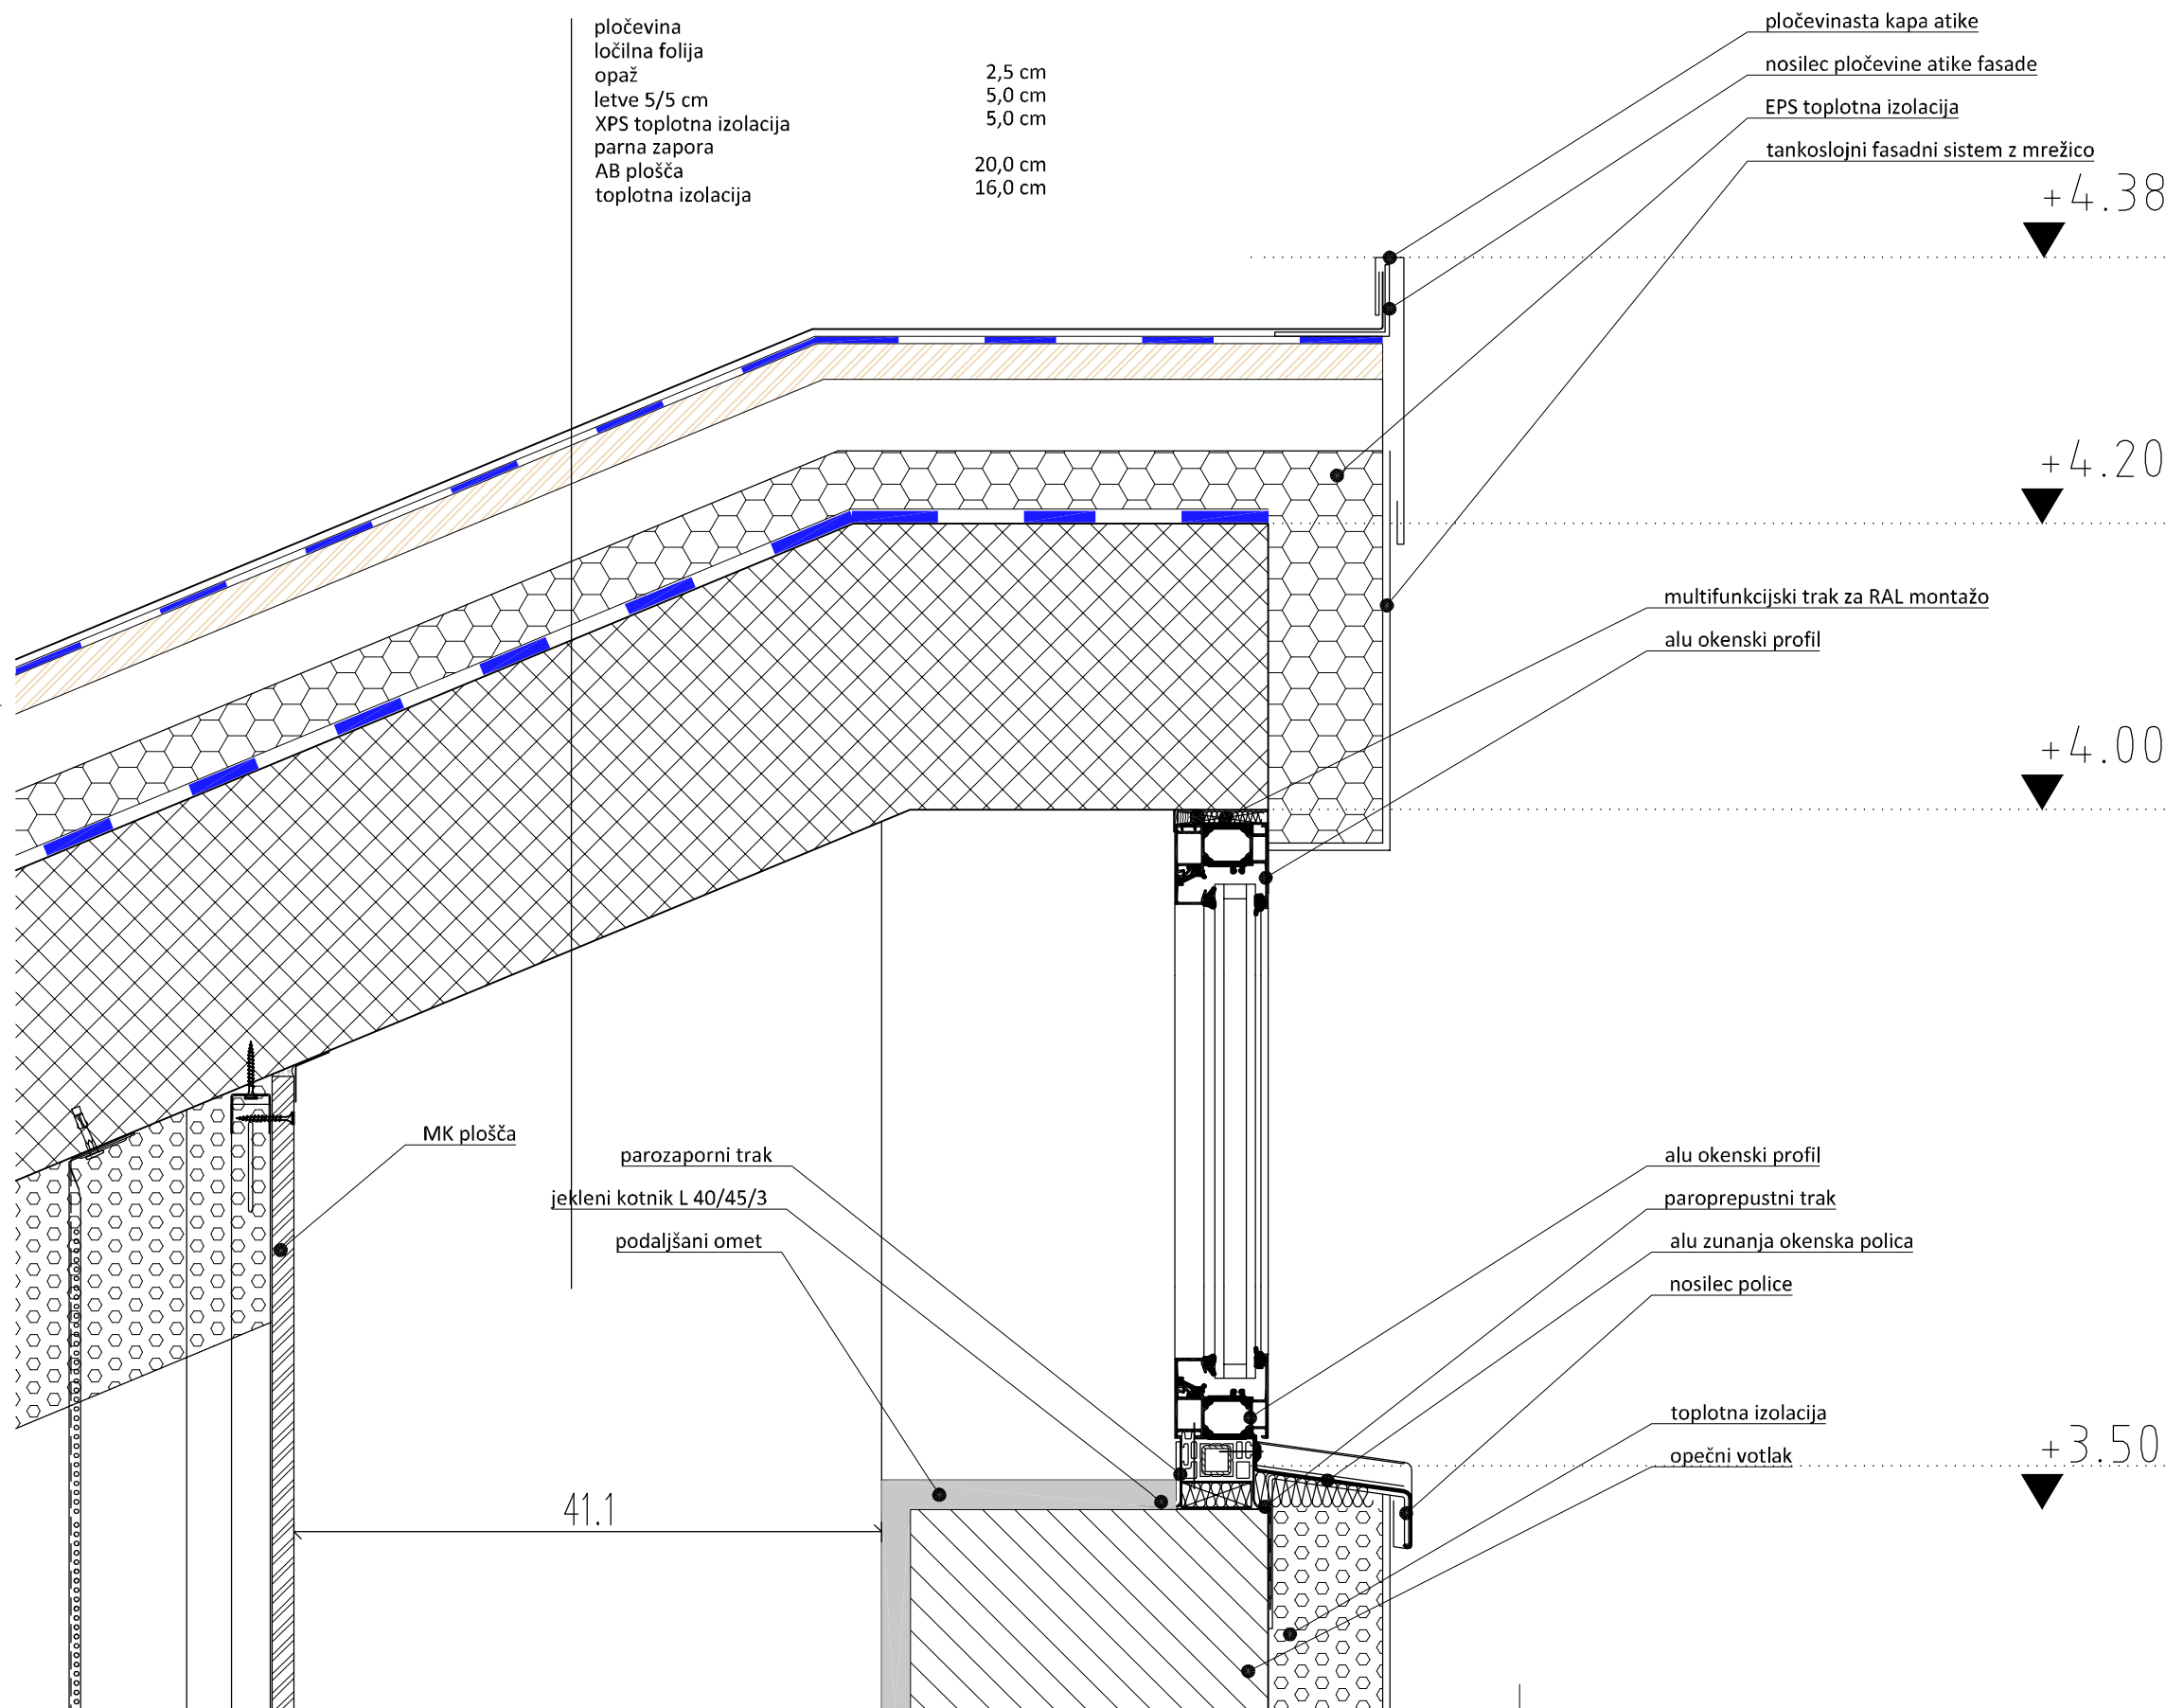 pločevina
ločilna folija
opaž 2,5 cm
letve 5/5 cm 5,0 cm
XPS toplotna izolacija 5,0 cm
parna zapora
AB plošča 20,0 cm
toplotna izolacija 16,0 cm
pločevinasta kapa atike
nosilec pločevine atike fasade
EPS toplotna izolacija
tankoslojni fasadni sistem z mrežico
+4.38
+4.20
multifunkcijski trak za RAL montažo
alu okenski profil
+4.00
MK plošča
parozaporni trak
jekleni kotnik L 40/45/3
podaljšani omet
alu okenski profil
paroprepustni trak
alu zunanja okenska polica
nosilec police
toplotna izolacija
opečni votlak
+3.50
41.1